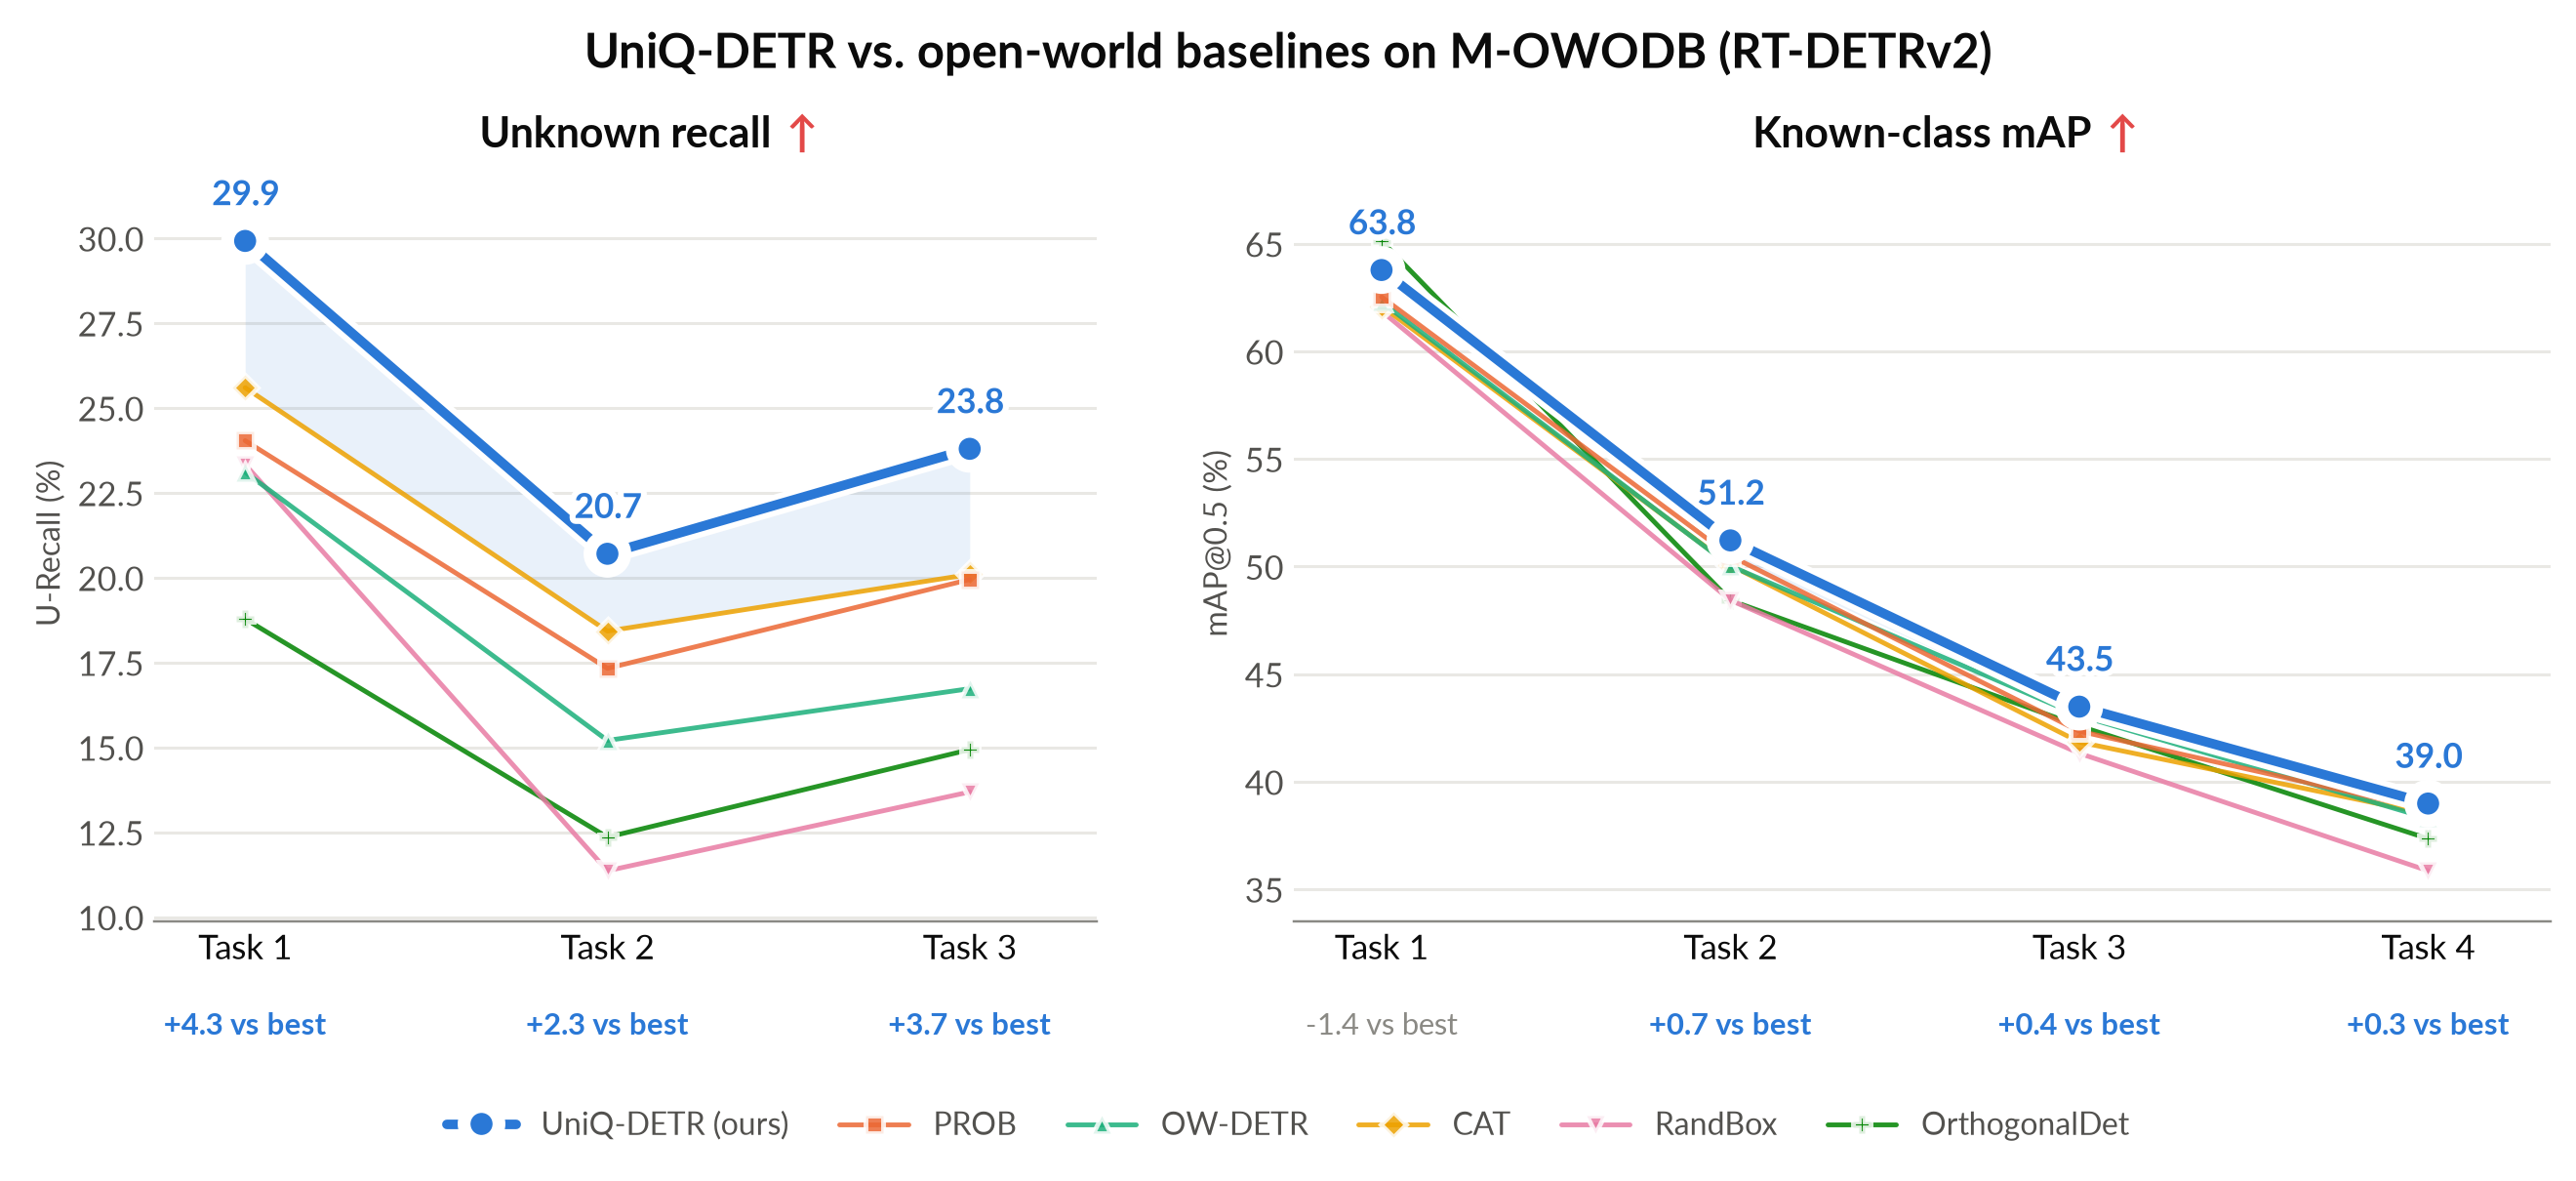 UniQ-DETR vs. open-world baselines on M-OWODB (RT-DETRv2)
Unknown recall ↑
29.9
20.7
23.8
30.0
27.5
25.0
22.5
20.0
17.5
15.0
12.5
10.0
U-Recall (%)
Task 1 Task 2 Task 3
+4.3 vs best +2.3 vs best +3.7 vs best
Known-class mAP ↑
63.8
51.2
43.5
39.0
65
60
55
50
45
40
35
mAP@0.5 (%)
Task 1 Task 2 Task 3 Task 4
-1.4 vs best +0.7 vs best +0.4 vs best +0.3 vs best
UniQ-DETR (ours) PROB OW-DETR CAT RandBox OrthogonalDet